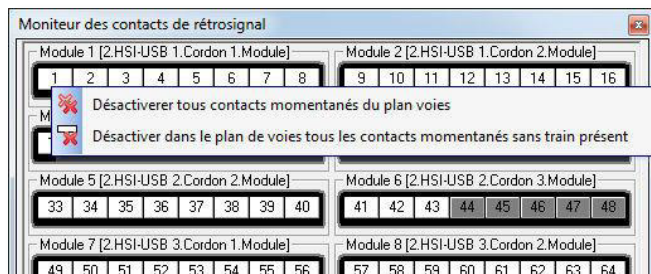 Moniteur des contacts de rétrosignal
Module 1 [2.HSI-USB 1.Cordon 1.Module]
Module 2 [2.HSI-USB 1.Cordon 2.Module]
1 2 3 4 5 6 7 8
9 10 11 12 13 14 15 16
Désactiverer tous contacts momentanés du plan voies
Désactiver dans le plan de voies tous les contacts momentanés sans train présent
Module 5 [2.HSI-USB 2.Cordon 2.Module]
Module 6 [2.HSI-USB 2.Cordon 3.Module]
33 34 35 36 37 38 39 40
41 42 43 44 45 46 47 48
Module 7 [2.HSI-USB 3.Cordon 1.Module]
Module 8 [2.HSI-USB 3.Cordon 2.Module]
49 50 51 52 53 54 55 56
57 58 59 60 61 62 63 64